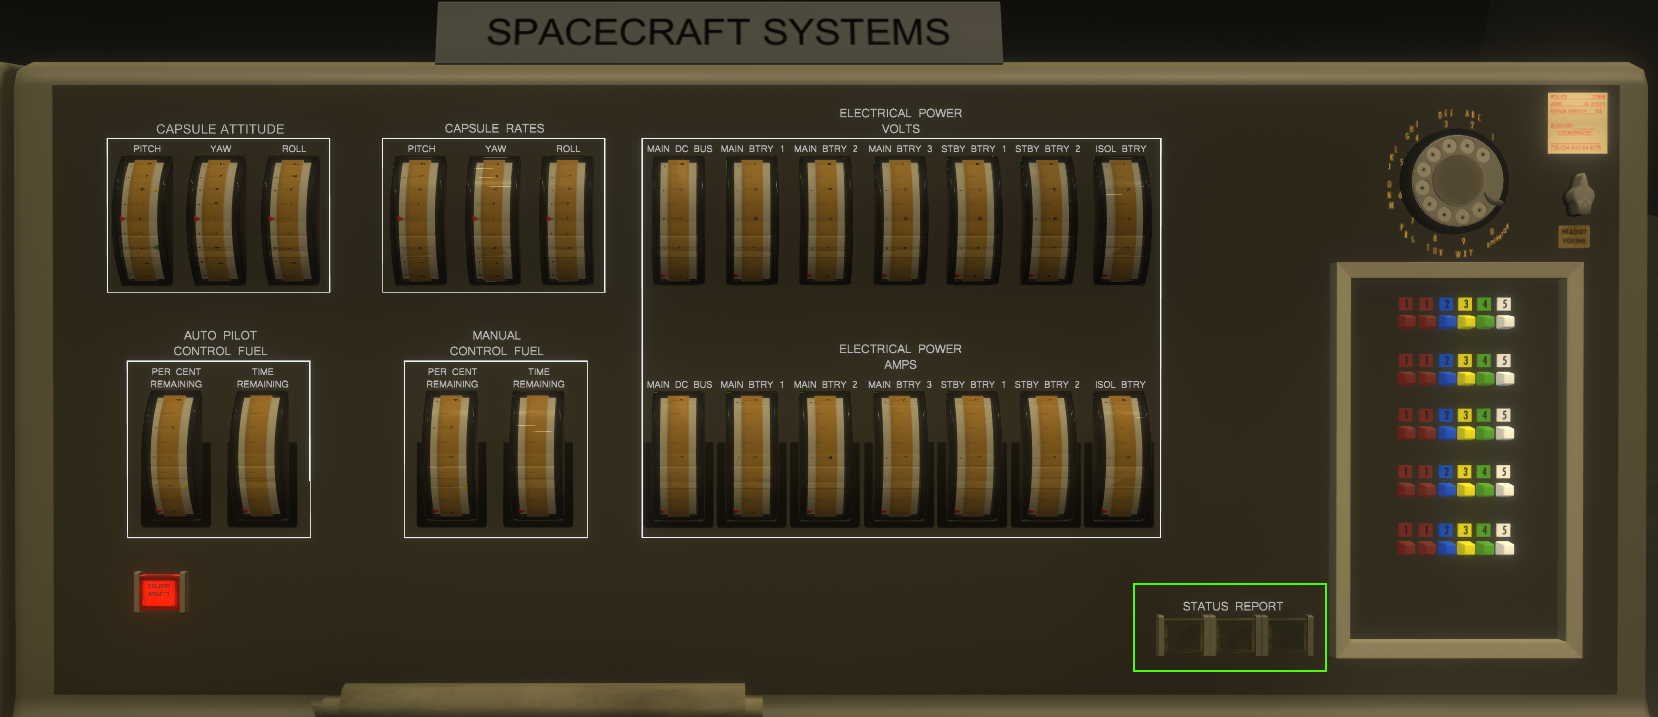 SPACECRAFT SYSTEMS
CAPSULE ATTITUDE
PITCH YAW ROLL
CAPSULE RATES
PITCH YAW ROLL
ELECTRICAL POWER
VOLTS
MAIN DC BUS MAIN BTRY 1 MAIN BTRY 2 MAIN BTRY 3 STBY BTRY 1 STBY BTRY 2 ISOL BTRY
AUTO PILOT
CONTROL FUEL
PER CENT
REMAINING
TIME
REMAINING
MANUAL
CONTROL FUEL
PER CENT
REMAINING
TIME
REMAINING
ELECTRICAL POWER
AMPS
MAIN DC BUS MAIN BTRY 1 MAIN BTRY 2 MAIN BTRY 3 STBY BTRY 1 STBY BTRY 2 ISOL BTRY
STATUS REPORT
ABC
DEF
WXY
HEADSET
VOLUME
1 1 2 3 4 5
1 1 2 3 4 5
1 1 2 3 4 5
1 1 2 3 4 5
1 1 2 3 4 5